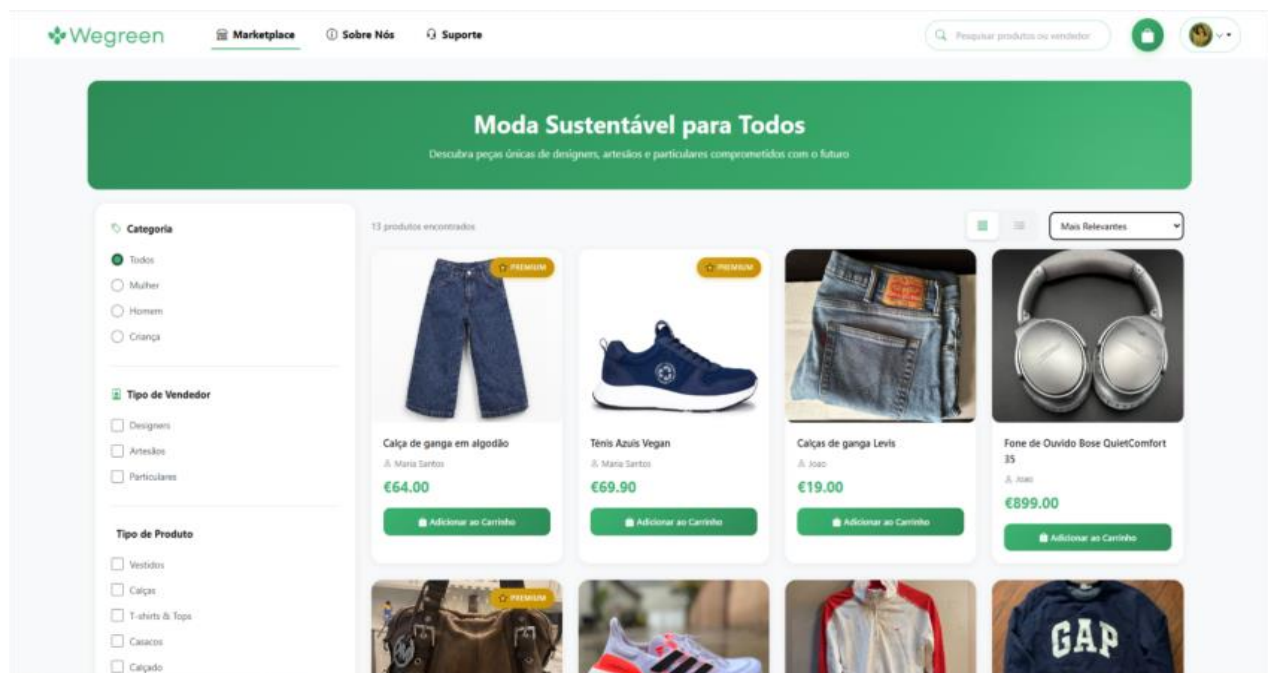 Wegreen
Marketplace
Sobre Nós
Suporte
Pesquisar produtos ou vendedor
Moda Sustentável para Todos
Descubra peças únicas de designers, artesãos e particulares comprometidos com o futuro
Categoria
Todos
Mulher
Homem
Criança
Tipo de Vendedor
Designers
Artesãos
Particulares
Tipo de Produto
Vestidos
Calças
T-shirts & Tops
Casacos
Calçado
13 produtos encontrados
Mais Relevantes
PREMIUM
Calça de ganga em algodão
Maria Santos
€64.00
Adicionar ao Carrinho
PREMIUM
Ténis Azuis Vegan
Maria Santos
€69.90
Adicionar ao Carrinho
Calças de ganga Levis
Joao
€19.00
Adicionar ao Carrinho
Fone de Ouvido Bose QuietComfort
35
Joao
€899.00
Adicionar ao Carrinho
PREMIUM
GAP